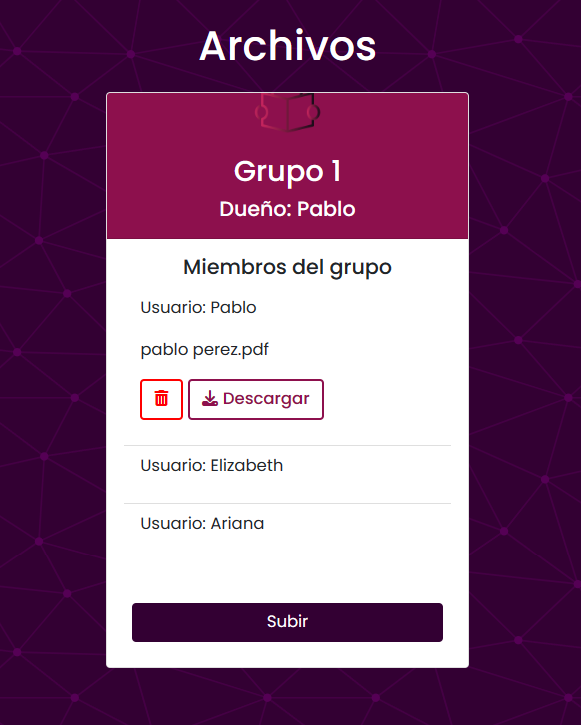 Archivos
Grupo 1
Dueño: Pablo
Miembros del grupo
Usuario: Pablo
pablo perez.pdf
Descargar
Usuario: Elizabeth
Usuario: Ariana
Subir